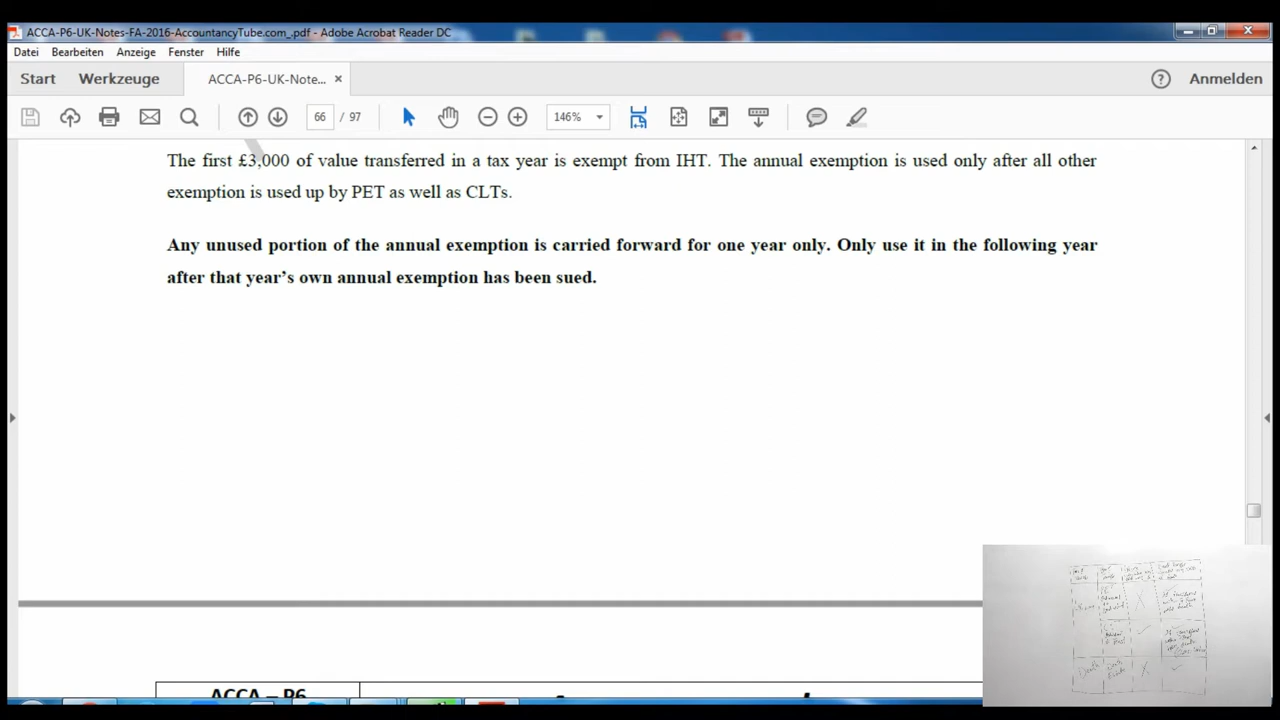 ACCA-P6-UK-Notes-FA-2016-AccountancyTube.com_.pdf - Adobe Acrobat Reader DC
Datei Bearbeiten Anzeige Fenster Hilfe
Start Werkzeuge ACCA-P6-UK-Note... × ? Anmelden
66 / 97 146%
The first £3,000 of value transferred in a tax year is exempt from IHT. The annual exemption is used only after all other
exemption is used up by PET as well as CLTs.
Any unused portion of the annual exemption is carried forward for one year only. Only use it in the following year
after that year’s own annual exemption has been sued.
ACCA – P6
Death